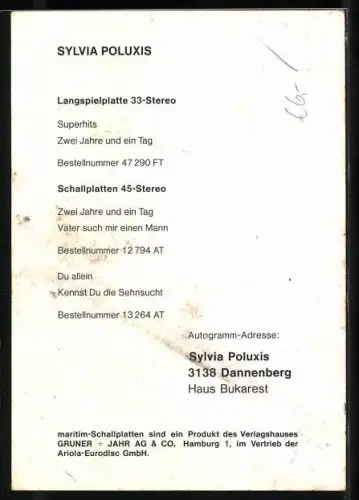 SYLVIA POLUXIS
Langspielplatte 33-Stereo
Superhits
Zwei Jahre und ein Tag
Bestellnummer 47 290 FT
Schallplatten 45-Stereo
Zwei Jahre und ein Tag
Vater such mir einen Mann
Bestellnummer 12 794 AT
Du allein
Kennst Du die Sehnsucht
Bestellnummer 13 264 AT
Autogramm-Adresse:
Sylvia Poluxis
3138 Dannenberg
Haus Bukarest
maritim-Schallplatten sind ein Produkt des Verlagshauses
GRUNER + JAHR AG & CO, Hamburg 1, im Vertrieb der
Ariola-Eurodisc GmbH.